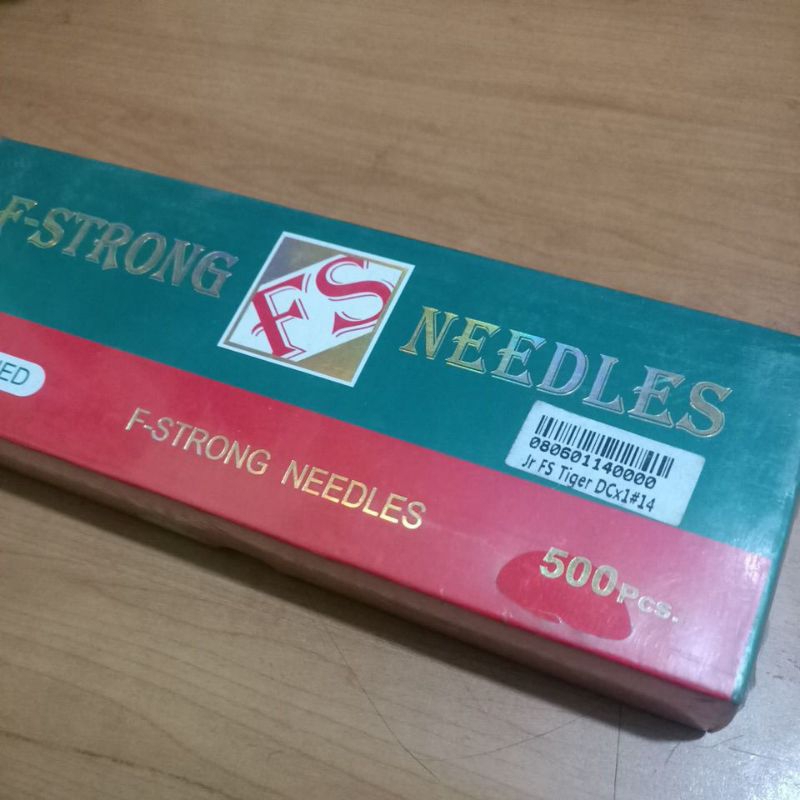 F-STRONG
FS
NEEDLES
F-STRONG NEEDLES
080601140000
Jr FS Tiger DCx1#14
500 Pcs.